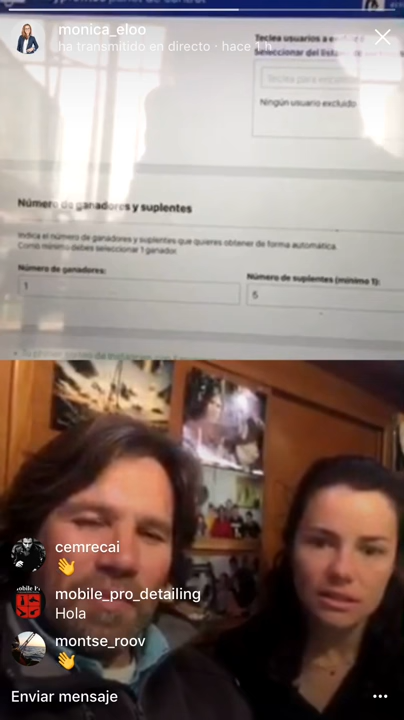 monica_eloo
ha transmitido en directo · hace 1 h
Teclea usuarios a
Seleccionar del
Teclea para
Ningún usuario excluido
Número de ganadores y suplentes
Indica el número de ganadores y suplentes que quieres obtener de forma automática.
Como mínimo debes seleccionar 1 ganador.
Número de ganadores:
Número de suplentes (mínimo 1):
1
5
cemrecai
👋
mobile_pro_detailing
Hola
montse_roov
👋
Enviar mensaje